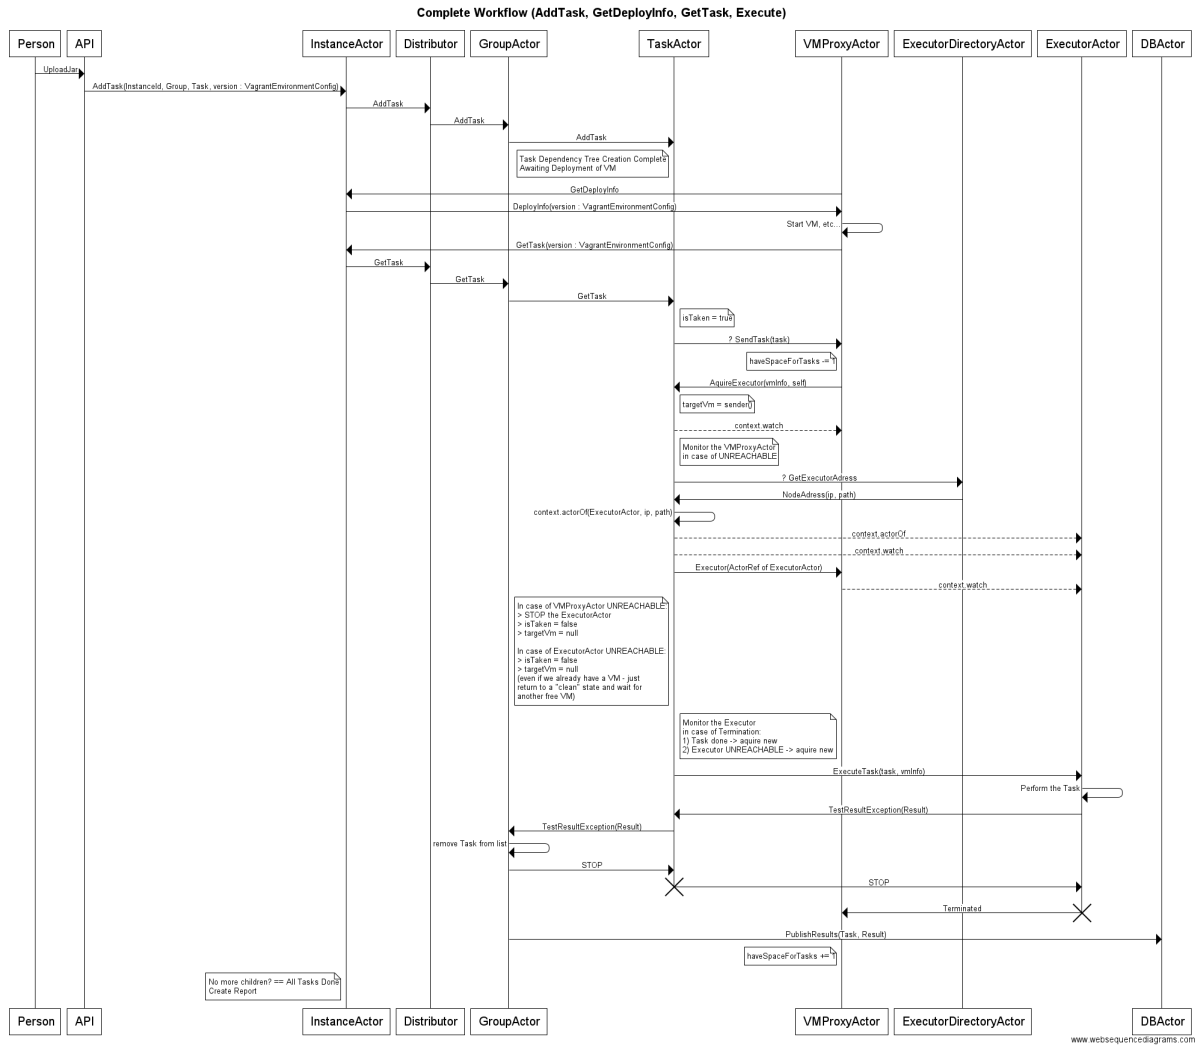 Complete Workflow (AddTask, GetDeployInfo, GetTask, Execute)
Person API InstanceActor Distributor GroupActor TaskActor VMProxyActor ExecutorDirectoryActor ExecutorActor DBActor
UploadJar
AddTask(InstanceId, Group, Task, version : VagrantEnvironmentConfig)
AddTask
AddTask
AddTask
Task Dependency Tree Creation Complete
Awaiting Deployment of VM
GetDeployInfo
DeployInfo(version : VagrantEnvironmentConfig)
Start VM, etc...
GetTask(version : VagrantEnvironmentConfig)
GetTask
GetTask
GetTask
isTaken = true
? SendTask(task)
haveSpaceForTasks -= 1
AquireExecutor(vmInfo, self)
targetVm = sender()
context.watch
Monitor the VMProxyActor
in case of UNREACHABLE
? GetExecutorAdress
NodeAdress(ip, path)
context.actorOf(ExecutorActor, ip, path)
context.actorOf
context.watch
Executor(ActorRef of ExecutorActor)
context.watch
In case of VMProxyActor UNREACHABLE:
> STOP the ExecutorActor
> isTaken = false
> targetVm = null
In case of ExecutorActor UNREACHABLE:
> isTaken = false
> targetVm = null
(even if we already have a VM - just
return to a "clean" state and wait for
another free VM)
Monitor the Executor
in case of Termination:
1) Task done -> aquire new
2) Executor UNREACHABLE -> aquire new
ExecuteTask(task, vmInfo)
Perform the Task
TestResultException(Result)
TestResultException(Result)
remove Task from list
STOP
STOP
Terminated
PublishResults(Task, Result)
haveSpaceForTasks += 1
No more children? == All Tasks Done
Create Report
Person API InstanceActor Distributor GroupActor VMProxyActor ExecutorDirectoryActor DBActor
www.websequencediagrams.com